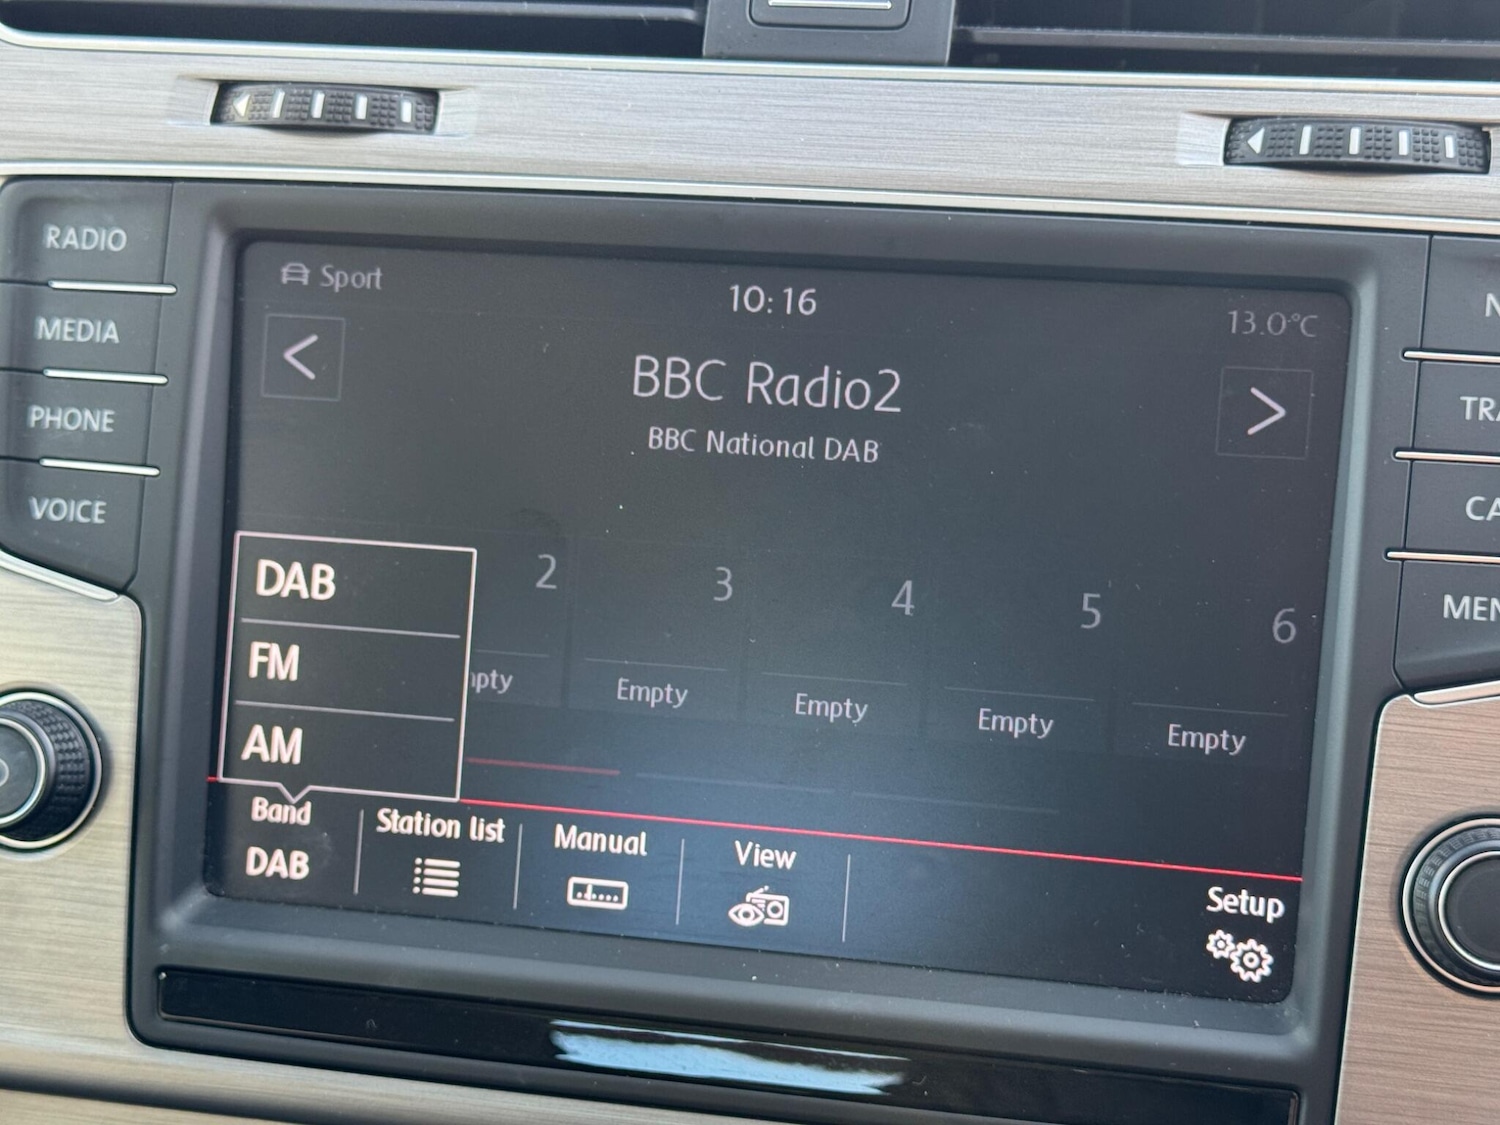 RADIO
MEDIA
PHONE
VOICE
Sport
10:16
13.0°C
BBC Radio2
BBC National DAB
2
3
4
5
6
Empty
Empty
Empty
Empty
DAB
FM
AM
Band
DAB
Station list
Manual
View
Setup